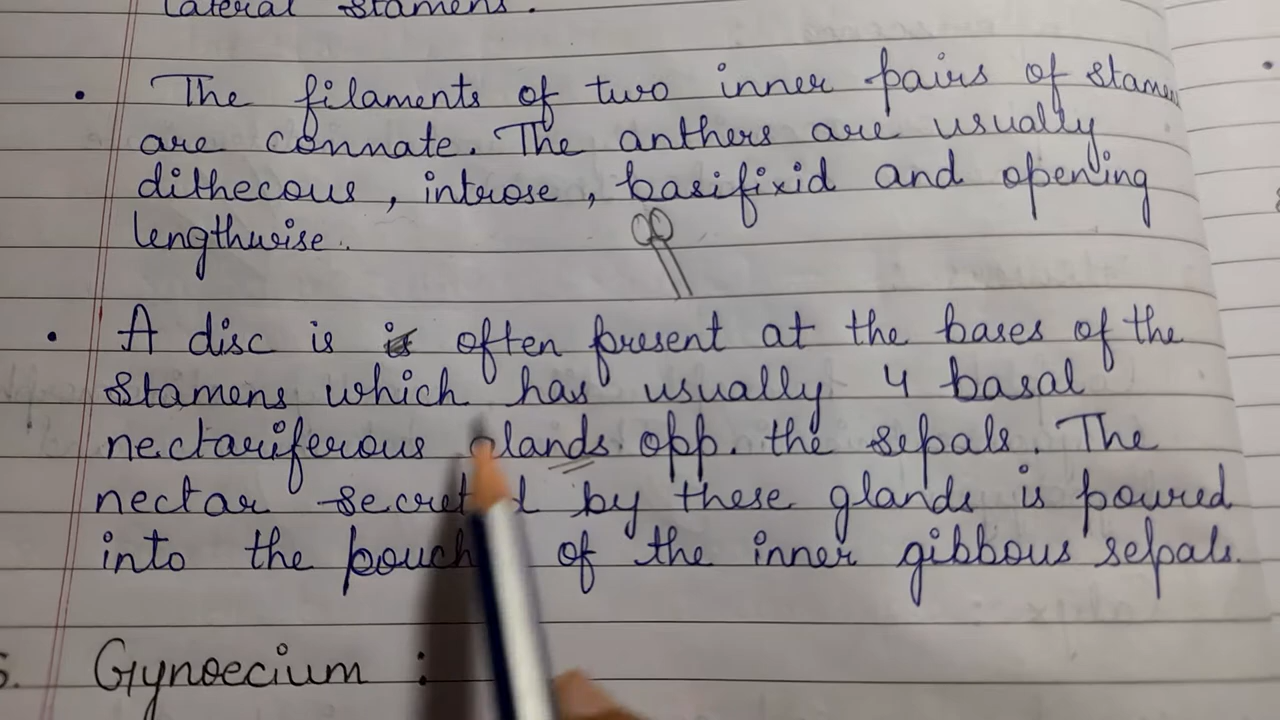 lateral stamens.
• The filaments of two inner pairs of stamen
are connate. The anthers are usually
dithecous, introse, basifixid and opening
lengthwise.
• A disc is is often present at the bases of the
stamens which has usually 4 basal
nectariferous glands opp. the sepals. The
nectar secreted by these glands is poured
into the pouch of the inner gibbous sepals.
5. Gynoecium :